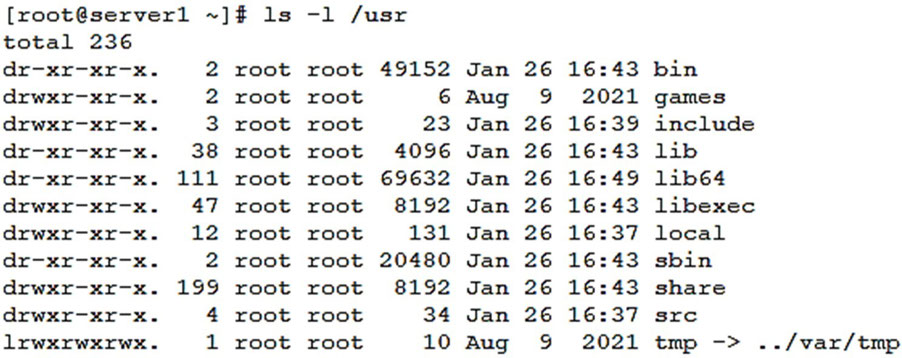 [root@server1 ~]# ls -l /usr
total 236
dr-xr-xr-x.   2 root root 49152 Jan 26 16:43 bin
drwxr-xr-x.   2 root root     6 Aug  9  2021 games
drwxr-xr-x.   3 root root    23 Jan 26 16:39 include
dr-xr-xr-x.  38 root root  4096 Jan 26 16:43 lib
dr-xr-xr-x. 111 root root 69632 Jan 26 16:49 lib64
drwxr-xr-x.  47 root root  8192 Jan 26 16:43 libexec
drwxr-xr-x.  12 root root   131 Jan 26 16:37 local
dr-xr-xr-x.   2 root root 20480 Jan 26 16:43 sbin
drwxr-xr-x. 199 root root  8192 Jan 26 16:43 share
drwxr-xr-x.   4 root root    34 Jan 26 16:37 src
lrwxrwxrwx.   1 root root    10 Aug  9  2021 tmp -> ../var/tmp